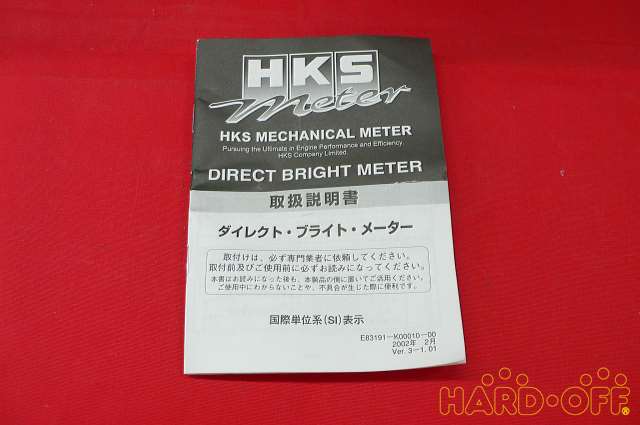 HKS
Meter
HKS MECHANICAL METER
Pursuing the Ultimate in Engine Performance and Efficiency.
HKS Company Limited.
DIRECT BRIGHT METER
取扱説明書
ダイレクト・ブライト・メーター
取付けは、必ず専門業者に依頼してください。
取付前及びご使用前に必ずお読みになってください。
本書はお読みになった後も、本製品の側に置いてご活用ください。
ご使用中にわからないことや、不具合が生じた際に便利です。
国際単位系(SI)表示
E83191-K00010-00
2002年 2月
Ver. 3-1. 01
HARD・OFF®